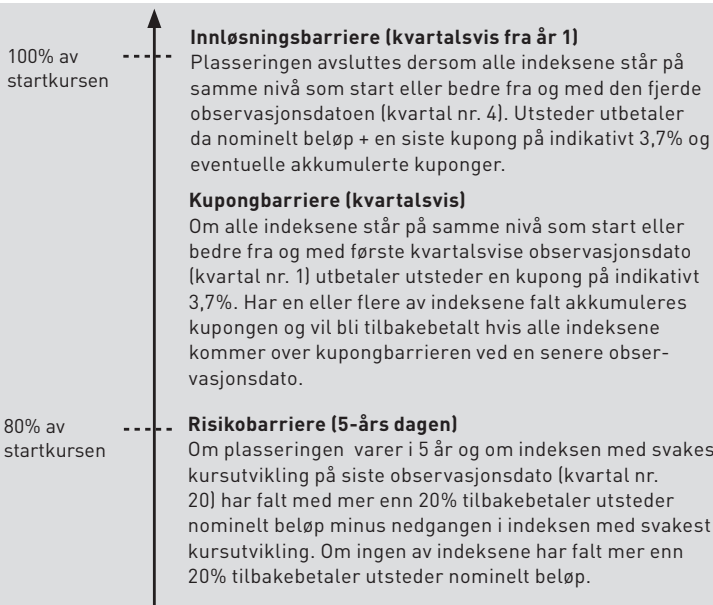 100% av
startkursen
Innløsningsbarriere (kvartalsvis fra år 1)
Plasseringen avsluttes dersom alle indeksene står på
samme nivå som start eller bedre fra og med den fjerde
observasjonsdatoen (kvartal nr. 4). Utsteder utbetaler
da nominelt beløp + en siste kupong på indikativt 3,7% og
eventuelle akkumulerte kuponger.
Kupongbarriere (kvartalsvis)
Om alle indeksene står på samme nivå som start eller
bedre fra og med første kvartalsvise observasjonsdato
(kvartal nr. 1) utbetaler utsteder en kupong på indikativt
3,7%. Har en eller flere av indeksene falt akkumuleres
kupongen og vil bli tilbakebetalt hvis alle indeksene
kommer over kupongbarrieren ved en senere obser-
vasjonsdato.
80% av
startkursen
Risikobarriere (5-års dagen)
Om plasseringen varer i 5 år og om indeksen med svakes
kursutvikling på siste observasjonsdato (kvartal nr.
20) har falt med mer enn 20% tilbakebetaler utsteder
nominelt beløp minus nedgangen i indeksen med svakest
kursutvikling. Om ingen av indeksene har falt mer enn
20% tilbakebetaler utsteder nominelt beløp.